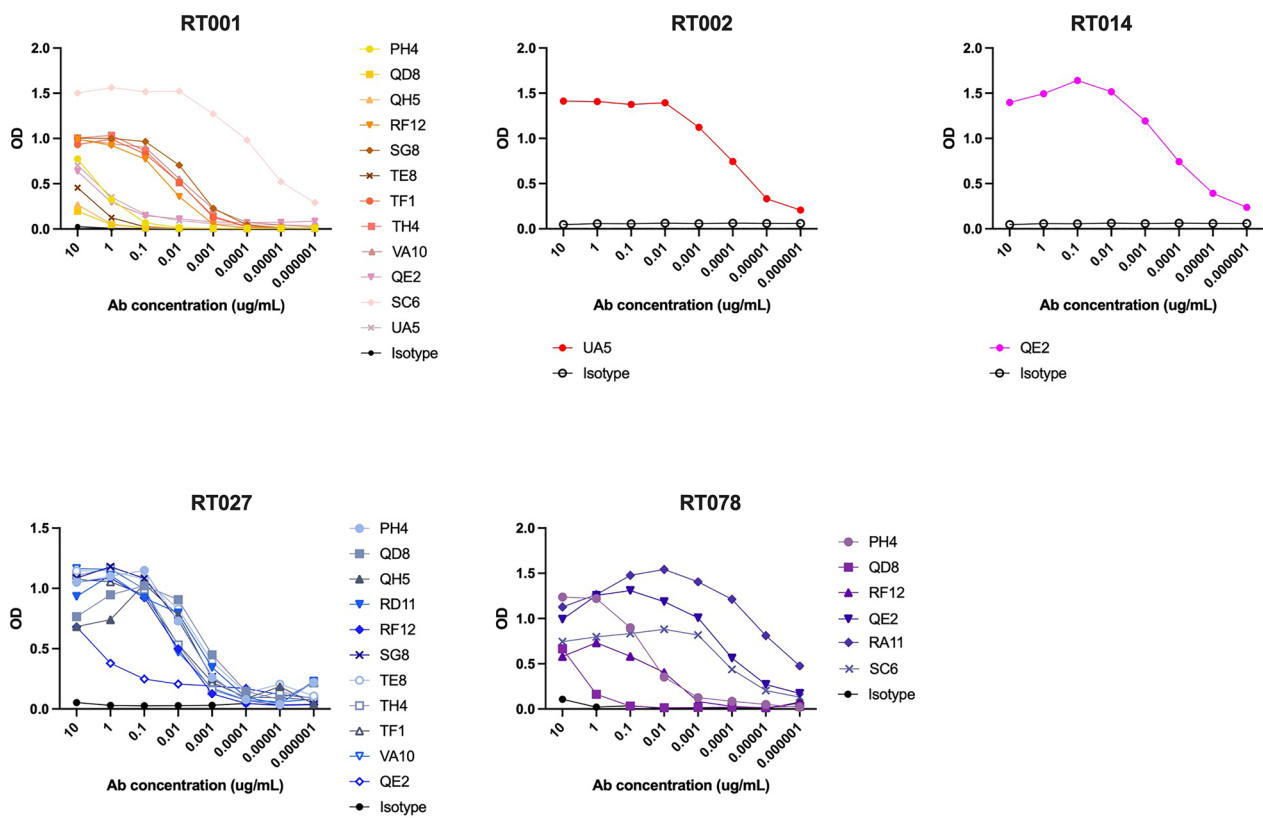 RT001
2.0
1.5
1.0
0.5
0.0
OD
10
1
0.1
0.01
0.001
0.0001
0.00001
0.000001
Ab concentration (ug/mL)
PH4
QD8
QH5
RF12
SG8
TE8
TF1
TH4
VA10
QE2
SC6
UA5
Isotype
RT002
2.0
1.5
1.0
0.5
0.0
OD
10
1
0.1
0.01
0.001
0.0001
0.00001
0.000001
Ab concentration (ug/mL)
UA5
Isotype
RT014
2.0
1.5
1.0
0.5
0.0
OD
10
1
0.1
0.01
0.001
0.0001
0.00001
0.000001
Ab concentration (ug/mL)
QE2
Isotype
RT027
1.5
1.0
0.5
0.0
OD
10
1
0.1
0.01
0.001
0.0001
0.00001
0.000001
Ab concentration (ug/mL)
PH4
QD8
QH5
RD11
RF12
SG8
TE8
TH4
TF1
VA10
QE2
Isotype
RT078
2.0
1.5
1.0
0.5
0.0
OD
10
1
0.1
0.01
0.001
0.0001
0.00001
0.000001
Ab concentration (ug/mL)
PH4
QD8
RF12
QE2
RA11
SC6
Isotype